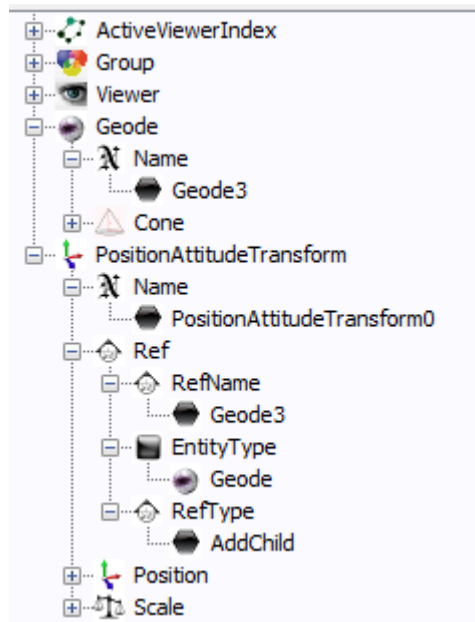 ActiveViewerIndex
Group
Viewer
Geode
Name
Geode3
Cone
PositionAttitudeTransform
Name
PositionAttitudeTransform0
Ref
RefName
Geode3
EntityType
Geode
RefType
AddChild
Position
Scale